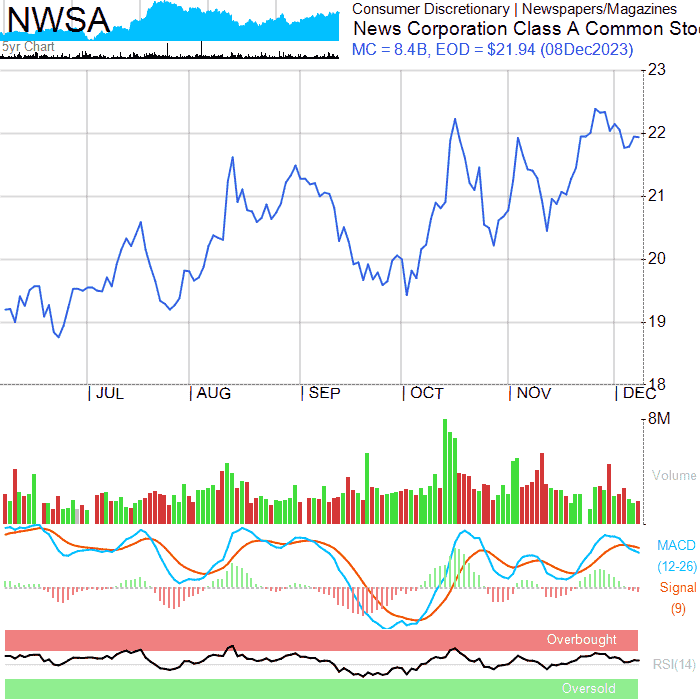 NWSA
5yr Chart
Consumer Discretionary | Newspapers/Magazines
News Corporation Class A Common Sto
MC = 8.4B, EOD = $21.94 (08Dec2023)
23
22
21
20
19
18
JUL AUG SEP OCT NOV DEC
8M
Volume
MACD
(12-26)
Signal
(9)
Overbought
RSI(14)
Oversold